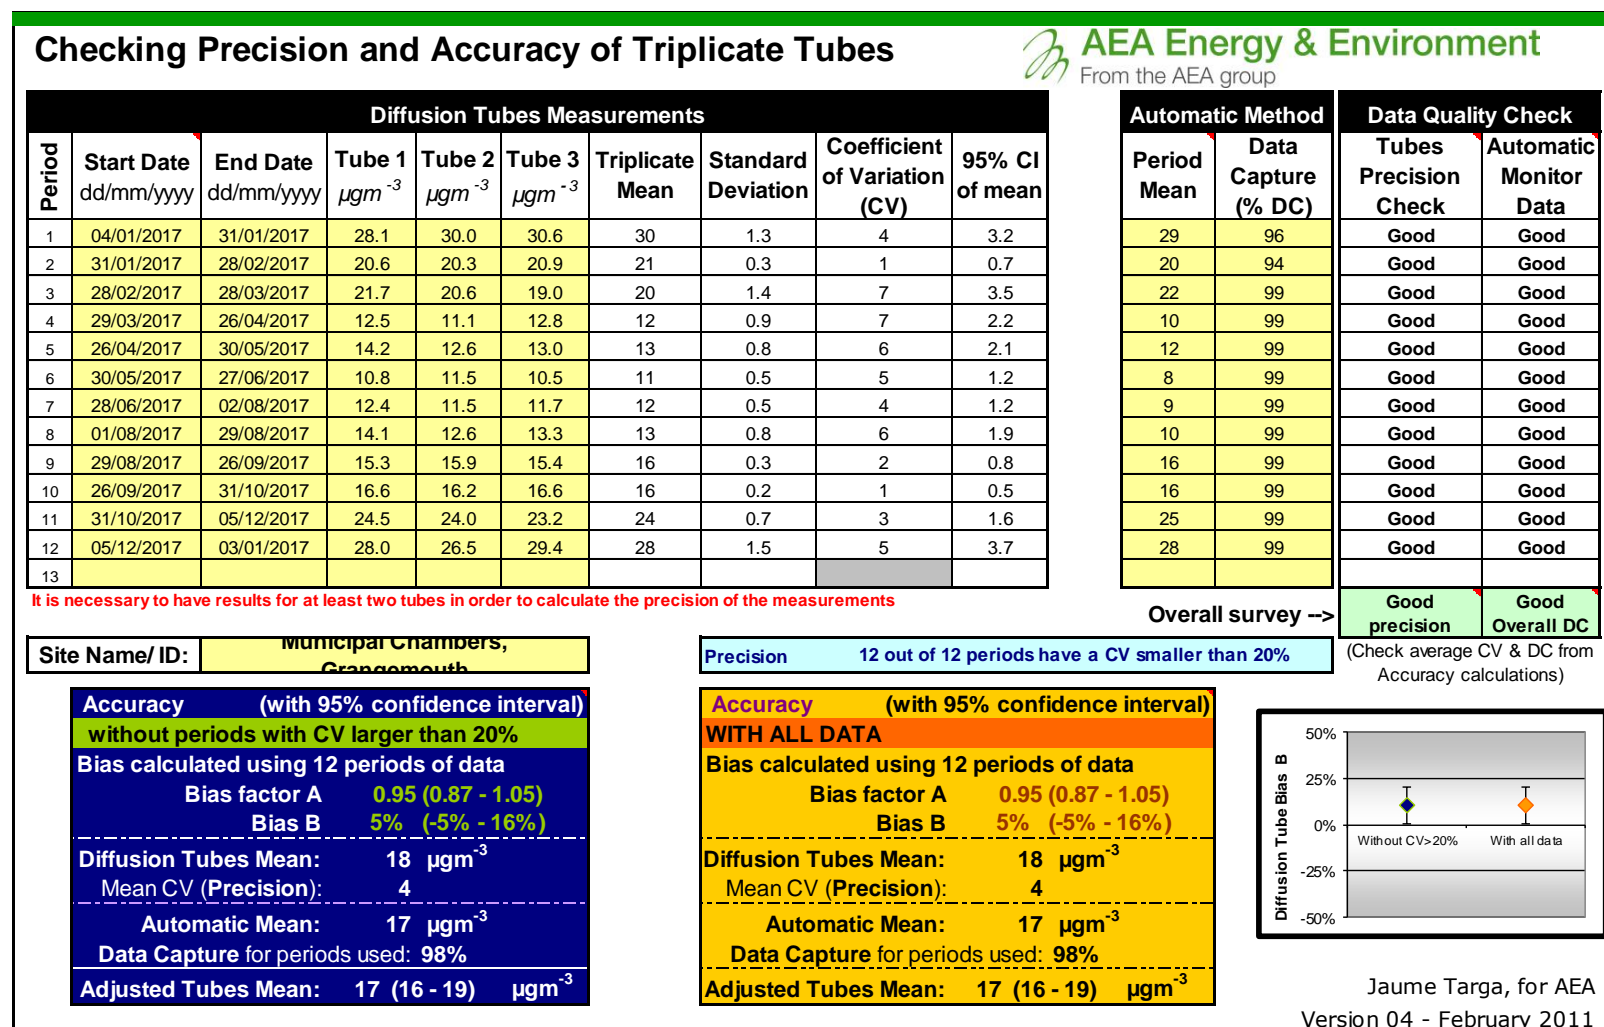 Checking Precision and Accuracy of Triplicate Tubes
AEA Energy & Environment
From the AEA group
Diffusion Tubes Measurements
Automatic Method
Data Quality Check
Period
Start Date dd/mm/yyyy
End Date dd/mm/yyyy
Tube 1 µgm-3
Tube 2 µgm-3
Tube 3 µgm-3
Triplicate Mean
Standard Deviation
Coefficient of Variation (CV)
95% CI of mean
Period Mean
Data Capture (% DC)
Tubes Precision Check
Automatic Monitor Data
1 04/01/2017 31/01/2017 28.1 30.0 30.6 30 1.3 4 3.2 29 96 Good Good
2 31/01/2017 28/02/2017 20.6 20.3 20.9 21 0.3 1 0.7 20 94 Good Good
3 28/02/2017 28/03/2017 21.7 20.6 19.0 20 1.4 7 3.5 22 99 Good Good
4 29/03/2017 26/04/2017 12.5 11.1 12.8 12 0.9 7 2.2 10 99 Good Good
5 26/04/2017 30/05/2017 14.2 12.6 13.0 13 0.8 6 2.1 12 99 Good Good
6 30/05/2017 27/06/2017 10.8 11.5 10.5 11 0.5 5 1.2 8 99 Good Good
7 28/06/2017 02/08/2017 12.4 11.5 11.7 12 0.5 4 1.2 9 99 Good Good
8 01/08/2017 29/08/2017 14.1 12.6 13.3 13 0.8 6 1.9 10 99 Good Good
9 29/08/2017 26/09/2017 15.3 15.9 15.4 16 0.3 2 0.8 16 99 Good Good
10 26/09/2017 31/10/2017 16.6 16.2 16.6 16 0.2 1 0.5 16 99 Good Good
11 31/10/2017 05/12/2017 24.5 24.0 23.2 24 0.7 3 1.6 25 99 Good Good
12 05/12/2017 03/01/2017 28.0 26.5 29.4 28 1.5 5 3.7 28 99 Good Good
13
It is necessary to have results for at least two tubes in order to calculate the precision of the measurements
Overall survey -->
Good precision
Good Overall DC
Site Name/ ID:
Municipal Chambers,
Grangemouth
Precision 12 out of 12 periods have a CV smaller than 20%
(Check average CV & DC from
Accuracy calculations)
Accuracy (with 95% confidence interval)
without periods with CV larger than 20%
Bias calculated using 12 periods of data
Bias factor A 0.95 (0.87 - 1.05)
Bias B 5% (-5% - 16%)
Diffusion Tubes Mean: 18 µgm-3
Mean CV (Precision): 4
Automatic Mean: 17 µgm-3
Data Capture for periods used: 98%
Adjusted Tubes Mean: 17 (16 - 19) µgm-3
Accuracy (with 95% confidence interval)
WITH ALL DATA
Bias calculated using 12 periods of data
Bias factor A 0.95 (0.87 - 1.05)
Bias B 5% (-5% - 16%)
Diffusion Tubes Mean: 18 µgm-3
Mean CV (Precision): 4
Automatic Mean: 17 µgm-3
Data Capture for periods used: 98%
Adjusted Tubes Mean: 17 (16 - 19) µgm-3
Diffusion Tube Bias B
50%
25%
0%
-25%
-50%
Without CV>20%
With all data
Jaume Targa, for AEA
Version 04 - February 2011